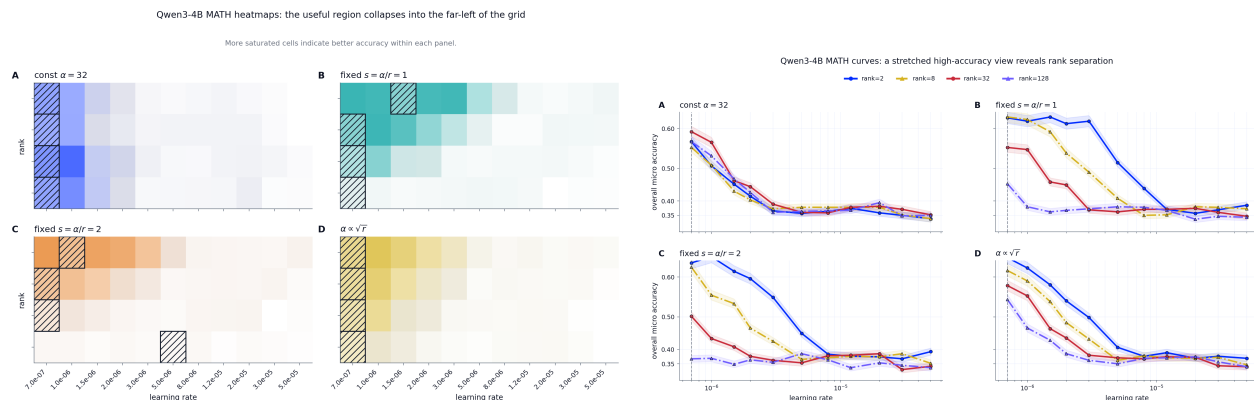 Qwen3-4B MATH heatmaps: the useful region collapses into the far-left of the grid
More saturated cells indicate better accuracy within each panel.
A const α = 32
B fixed s = α/r = 1
rank
C fixed s = α/r = 2
D α ∝ √r
rank
7.0e-07 1.0e-06 1.5e-06 2.0e-06 3.0e-06 5.0e-06 8.0e-06 1.2e-05 2.0e-05 3.0e-05 5.0e-05
learning rate
7.0e-07 1.0e-06 1.5e-06 2.0e-06 3.0e-06 5.0e-06 8.0e-06 1.2e-05 2.0e-05 3.0e-05 5.0e-05
learning rate
Qwen3-4B MATH curves: a stretched high-accuracy view reveals rank separation
rank=2 rank=8 rank=32 rank=128
A const α = 32
B fixed s = α/r = 1
overall micro accuracy
0.60
0.50
0.40
0.35
C fixed s = α/r = 2
D α ∝ √r
overall micro accuracy
0.60
0.50
0.40
0.35
10⁻⁶ 10⁻⁵
learning rate
10⁻⁶ 10⁻⁵
learning rate